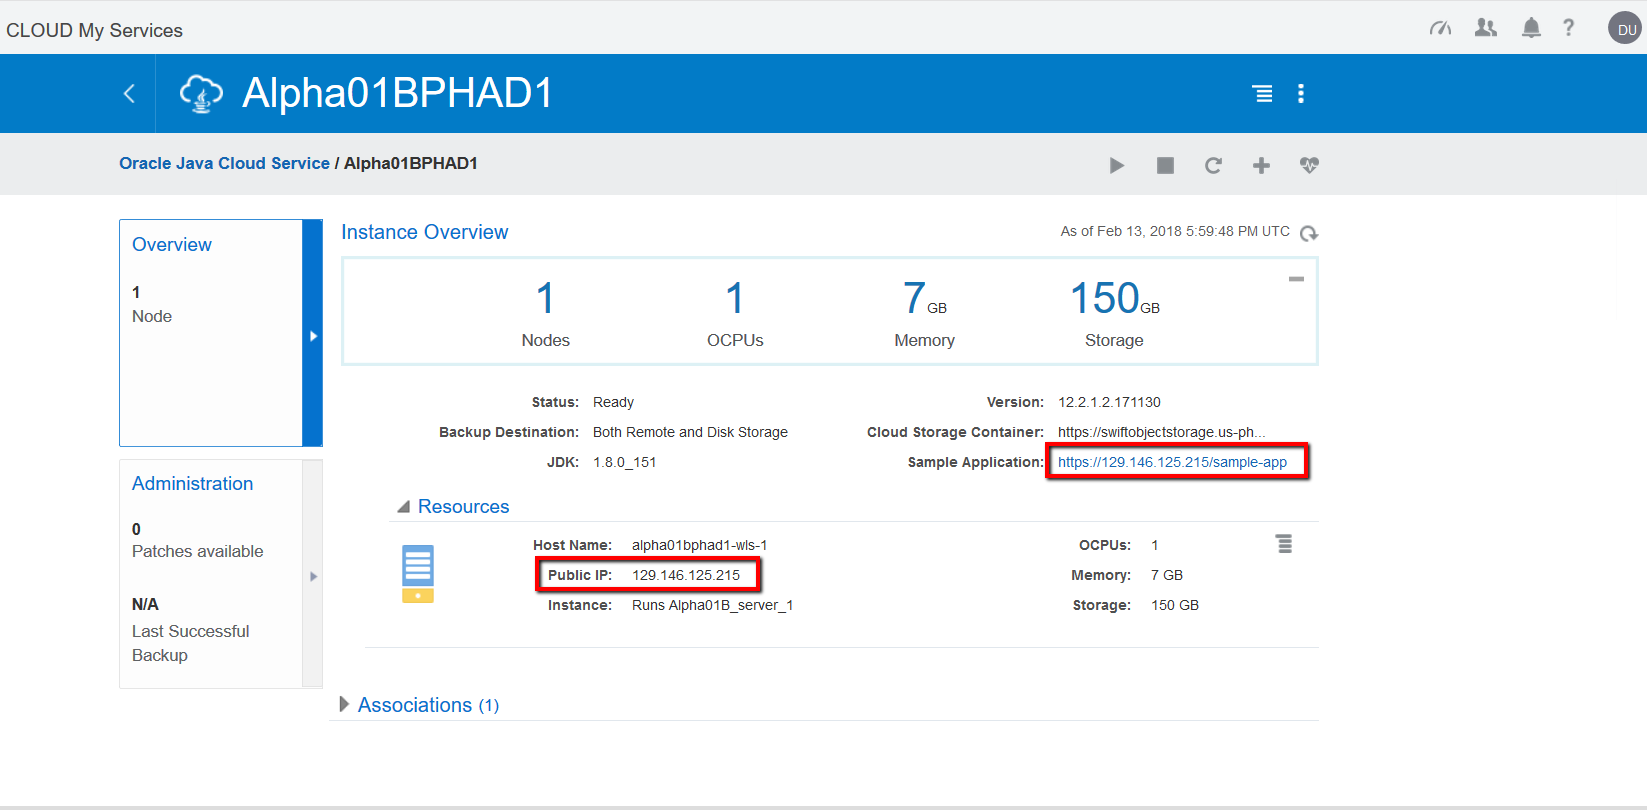 CLOUD My Services
DU
Alpha01BPHAD1
Oracle Java Cloud Service / Alpha01BPHAD1
Overview
1
Node
Administration
0
Patches available
N/A
Last Successful
Backup
Instance Overview
As of Feb 13, 2018 5:59:48 PM UTC
1
Nodes
1
OCPUs
7 GB
Memory
150 GB
Storage
Status: Ready
Version: 12.2.1.2.171130
Backup Destination: Both Remote and Disk Storage
Cloud Storage Container: https://swiftobjectstorage.us-ph...
JDK: 1.8.0_151
Sample Application: https://129.146.125.215/sample-app
Resources
Host Name: alpha01bphad1-wls-1
OCPUs: 1
Public IP: 129.146.125.215
Memory: 7 GB
Instance: Runs Alpha01B_server_1
Storage: 150 GB
Associations (1)